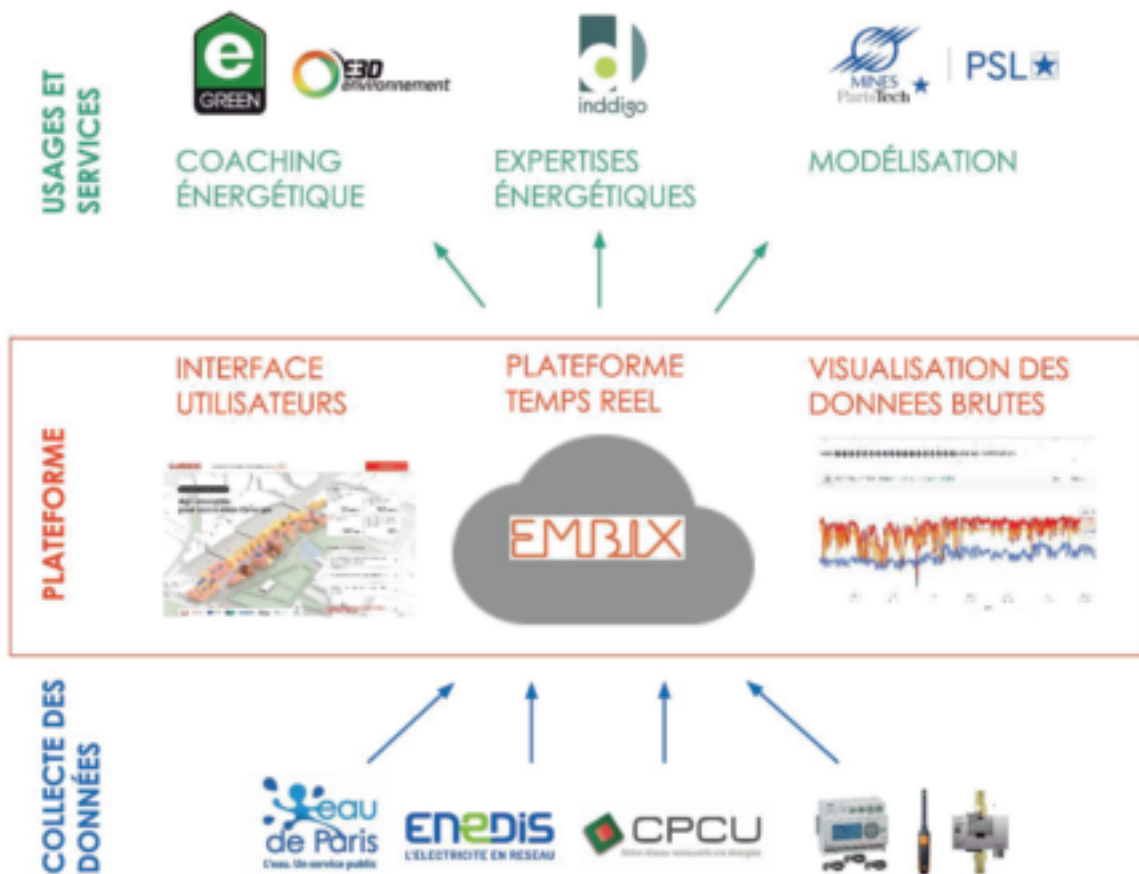 USAGES ET
SERVICES
e
GREEN
E3D
environnement
inddigo
MINES
ParisTech
PSL
COACHING
ÉNERGÉTIQUE
EXPERTISES
ÉNERGÉTIQUES
MODÉLISATION
PLATEFORME
INTERFACE
UTILISATEURS
PLATEFORME
TEMPS REEL
VISUALISATION DES
DONNEES BRUTES
EMBIX
COLLECTE DES
DONNÉES
eau
de Paris
L'eau. Un service public
ENEDIS
L'ELECTRICITE EN RESEAU
CPCU